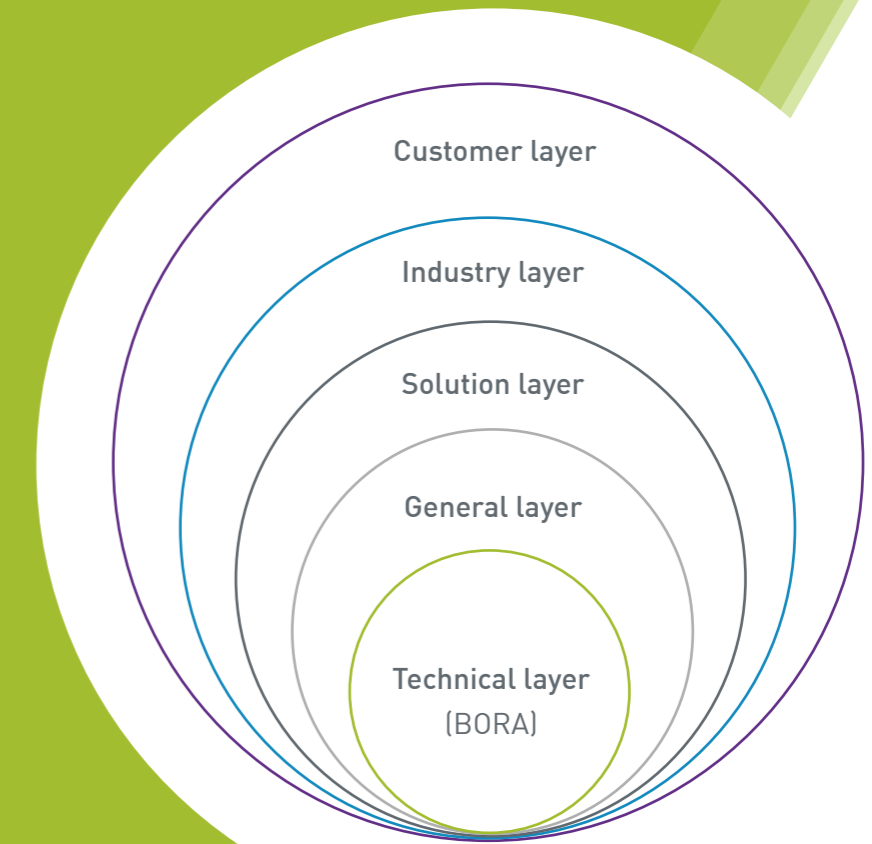 Customer layer
Industry layer
Solution layer
General layer
Technical layer
(BORA)